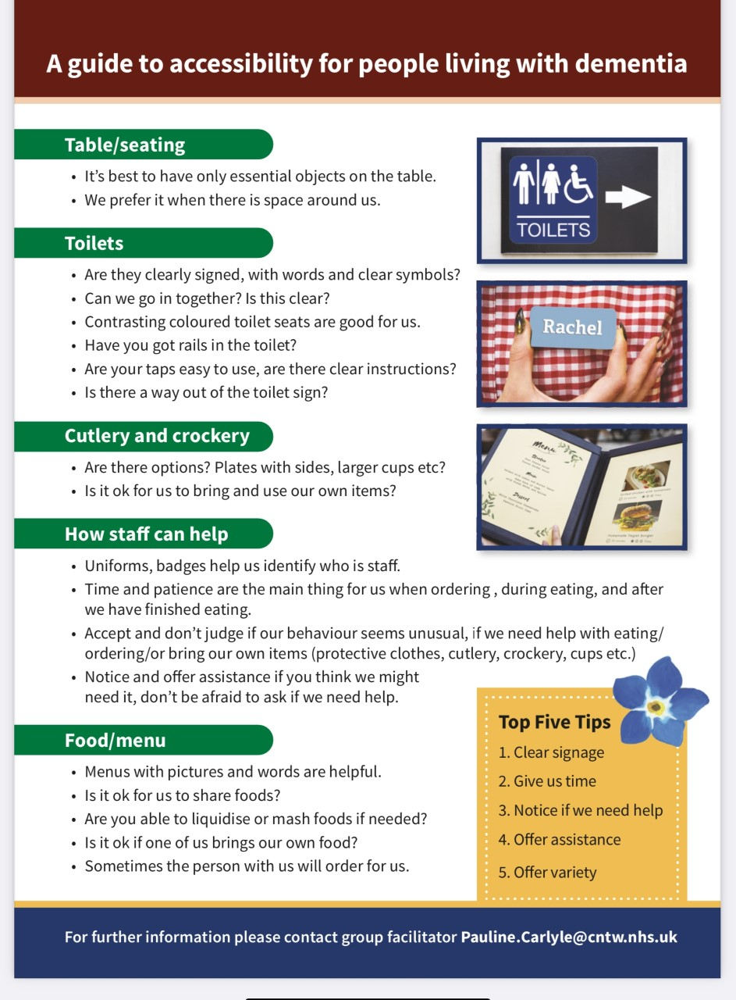 A guide to accessibility for people living with dementia
Table/seating
• It’s best to have only essential objects on the table.
• We prefer it when there is space around us.
Toilets
• Are they clearly signed, with words and clear symbols?
• Can we go in together? Is this clear?
• Contrasting coloured toilet seats are good for us.
• Have you got rails in the toilet?
• Are your taps easy to use, are there clear instructions?
• Is there a way out of the toilet sign?
TOILETS
Rachel
Cutlery and crockery
• Are there options? Plates with sides, larger cups etc?
• Is it ok for us to bring and use our own items?
Menu
Dessert
How staff can help
• Uniforms, badges help us identify who is staff.
• Time and patience are the main thing for us when ordering , during eating, and after
we have finished eating.
• Accept and don’t judge if our behaviour seems unusual, if we need help with eating/
ordering/or bring our own items (protective clothes, cutlery, crockery, cups etc.)
• Notice and offer assistance if you think we might
need it, don’t be afraid to ask if we need help.
Food/menu
• Menus with pictures and words are helpful.
• Is it ok for us to share foods?
• Are you able to liquidise or mash foods if needed?
• Is it ok if one of us brings our own food?
• Sometimes the person with us will order for us.
Top Five Tips
1. Clear signage
2. Give us time
3. Notice if we need help
4. Offer assistance
5. Offer variety
For further information please contact group facilitator Pauline.Carlyle@cntw.nhs.uk